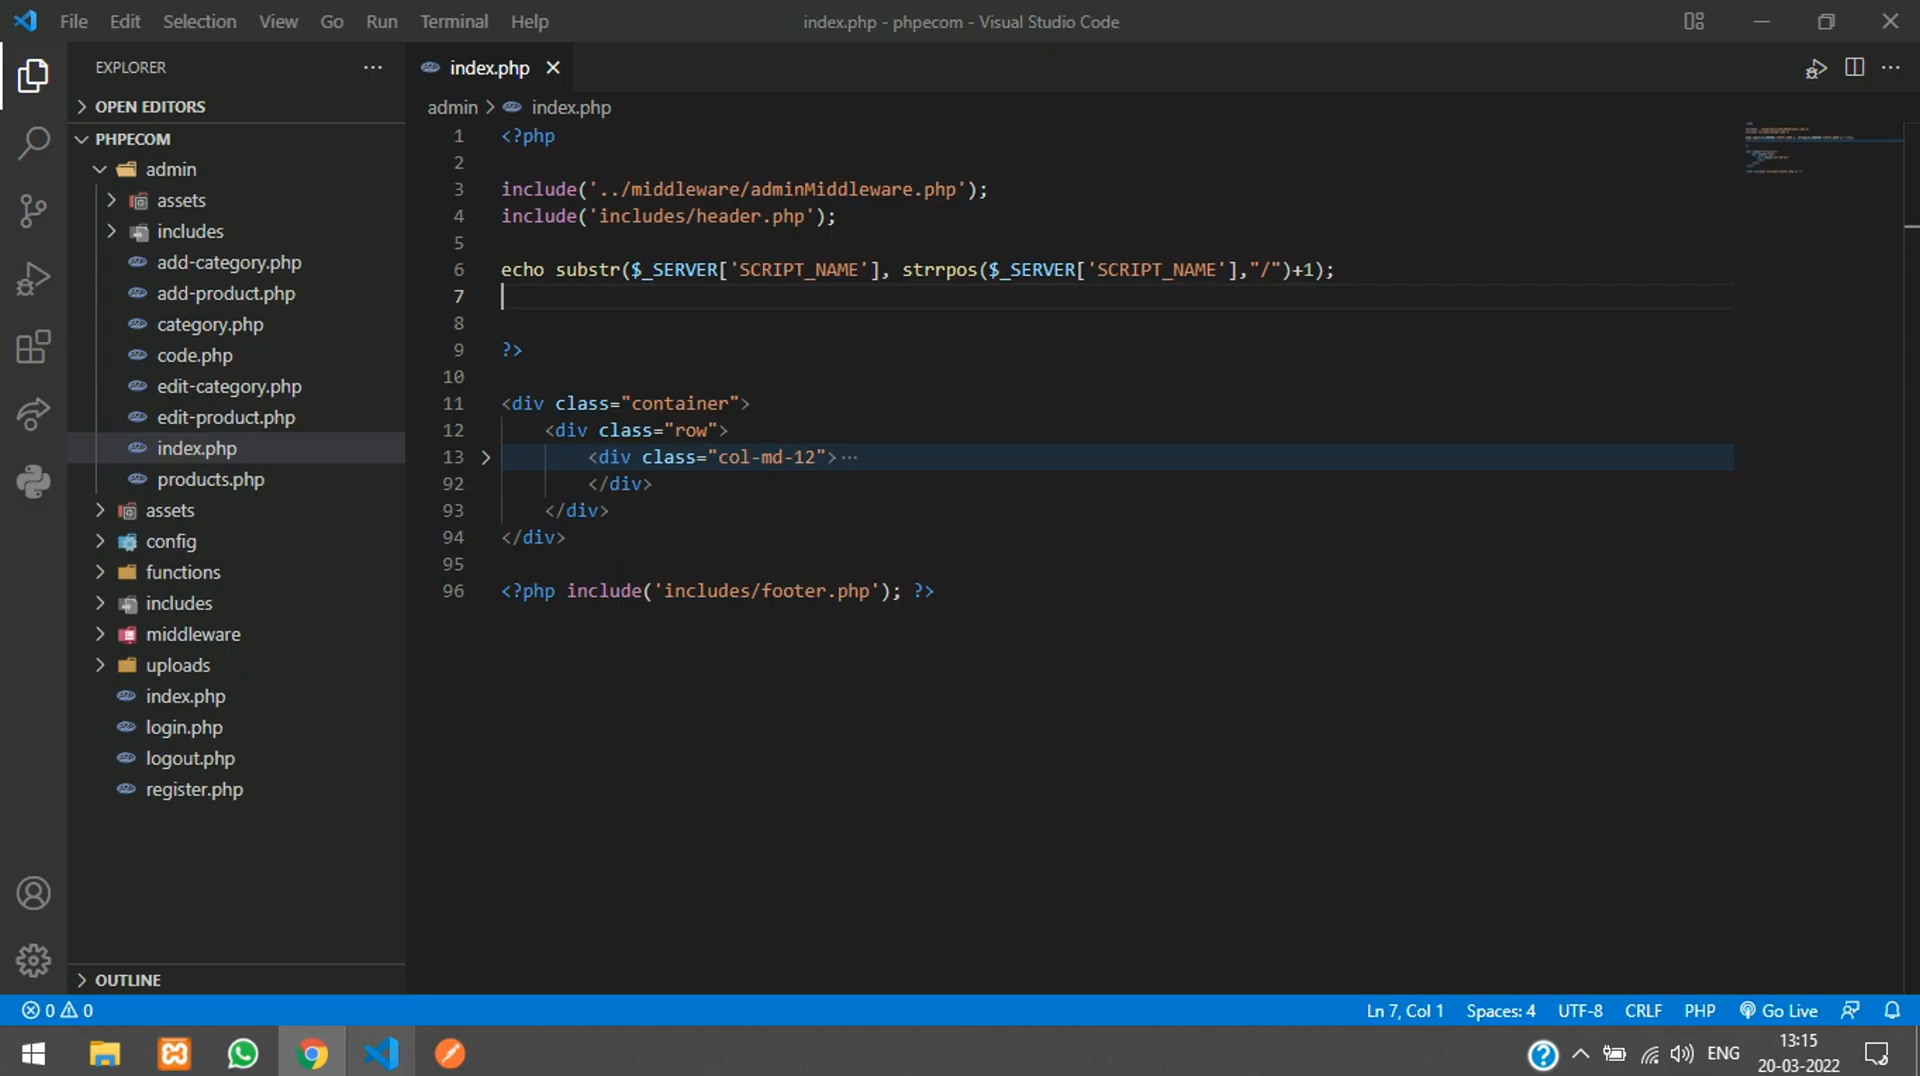 File Edit Selection View Go Run Terminal Help
index.php - phpecom - Visual Studio Code
EXPLORER
OPEN EDITORS
PHPECOM
admin
assets
includes
add-category.php
add-product.php
category.php
code.php
edit-category.php
edit-product.php
index.php
products.php
assets
config
functions
includes
middleware
uploads
index.php
login.php
logout.php
register.php
OUTLINE
index.php
admin > index.php
1 <?php
2
3 include('../middleware/adminMiddleware.php');
4 include('includes/header.php');
5
6 echo substr($_SERVER['SCRIPT_NAME'], strrpos($_SERVER['SCRIPT_NAME'],"/")+1);
7
8
9 ?>
10
11 <div class="container">
12 <div class="row">
13 <div class="col-md-12"> ···
92 </div>
93 </div>
94 </div>
95
96 <?php include('includes/footer.php'); ?>
0 0
Ln 7, Col 1 Spaces: 4 UTF-8 CRLF PHP Go Live
ENG
13:15
20-03-2022